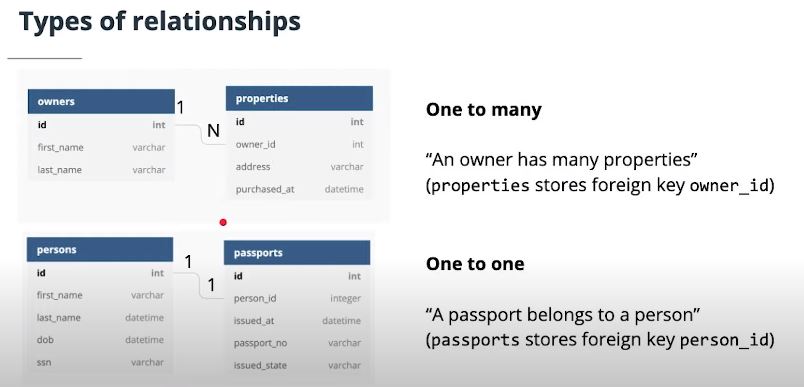 Types of relationships
owners
id int
first_name varchar
last_name varchar
1
N
properties
id int
owner_id int
address varchar
purchased_at datetime
One to many
“An owner has many properties”
(properties stores foreign key owner_id)
persons
id int
first_name varchar
last_name datetime
dob datetime
ssn varchar
1
1
passports
id int
person_id integer
issued_at datetime
passport_no varchar
issued_state varchar
One to one
“A passport belongs to a person”
(passports stores foreign key person_id)